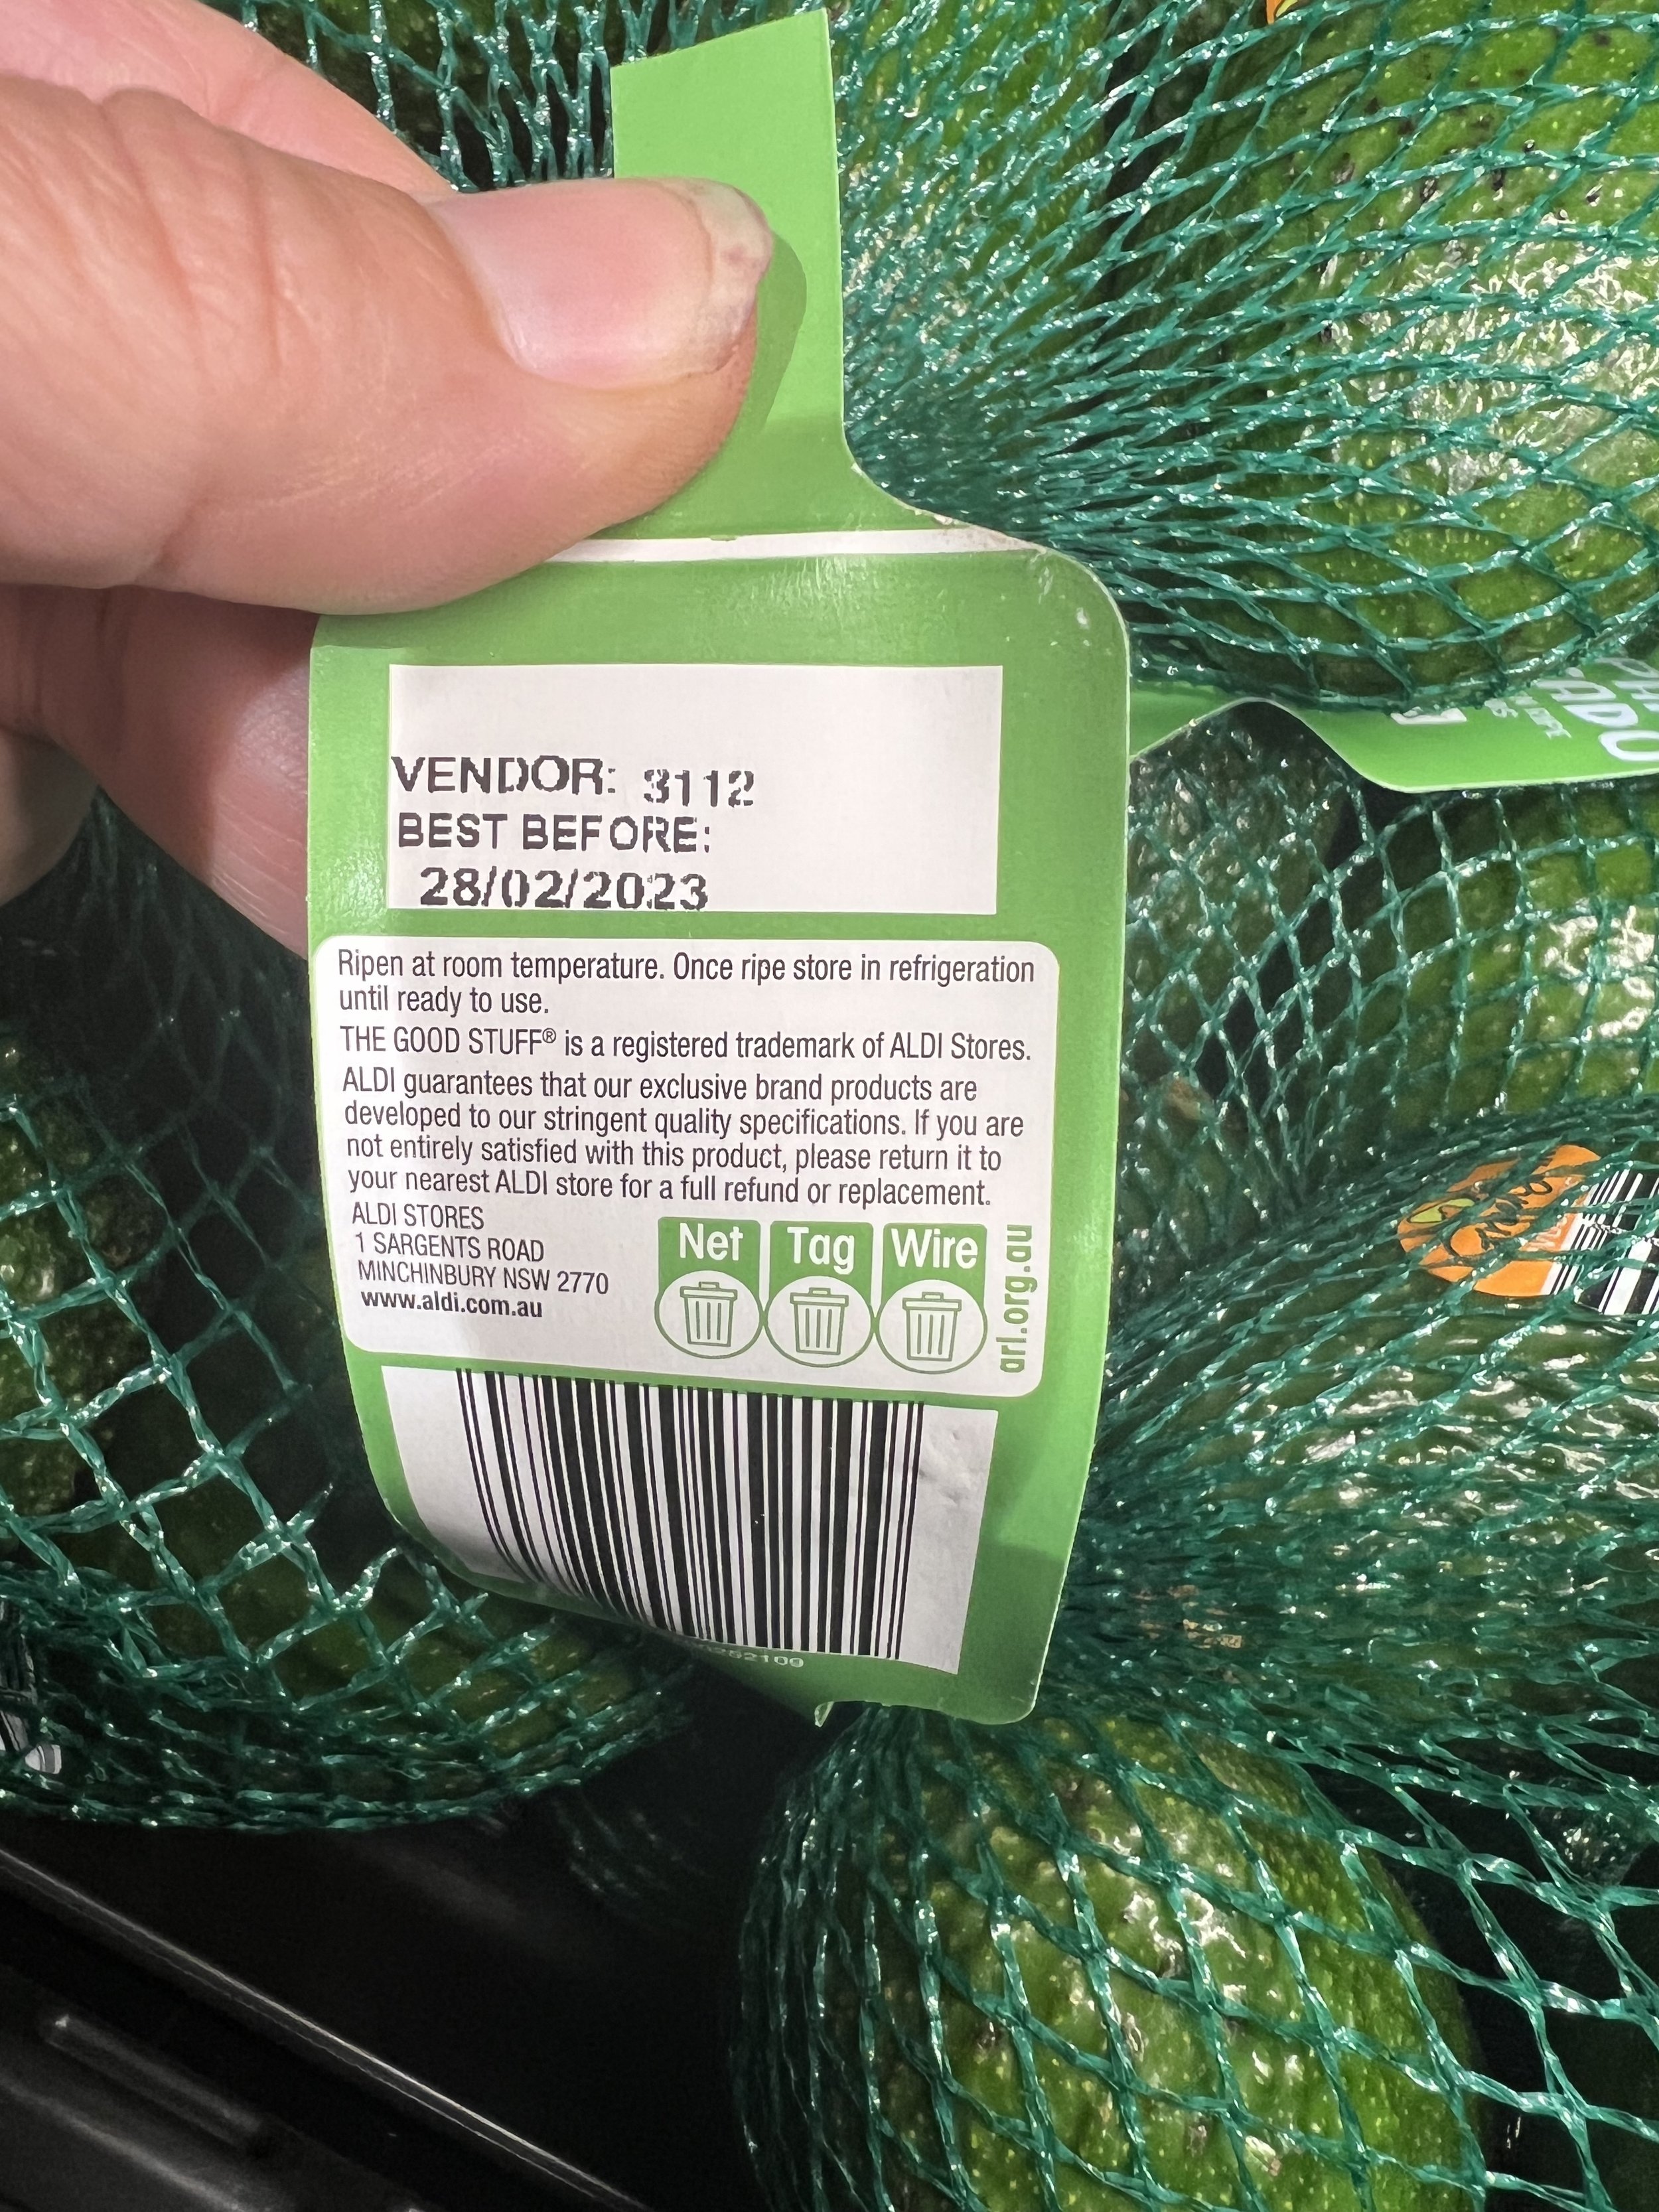 VENDOR: 3112
BEST BEFORE:
28/02/2023
Ripen at room temperature. Once ripe store in refrigeration
until ready to use.
THE GOOD STUFF® is a registered trademark of ALDI Stores.
ALDI guarantees that our exclusive brand products are
developed to our stringent quality specifications. If you are
not entirely satisfied with this product, please return it to
your nearest ALDI store for a full refund or replacement.
ALDI STORES
1 SARGENTS ROAD
MINCHINBURY NSW 2770
www.aldi.com.au
Net Tag Wire
arl.org.au